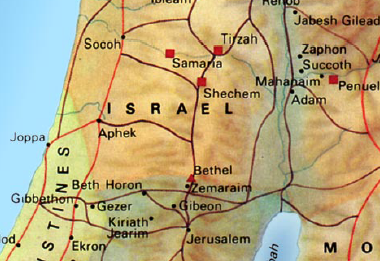 Jabesh Gilead
Tirzah
Socoh
Zaphon
Samaria
Succoth
Mahanaim
Penuel
Shechem
Adam
ISRAEL
Aphek
Joppa
Bethel
Beth Horon
Zemaraim
Gibbethon
Gezer
Gibeon
Kiriath
Jearim
Jerusalem
Ekron
M O